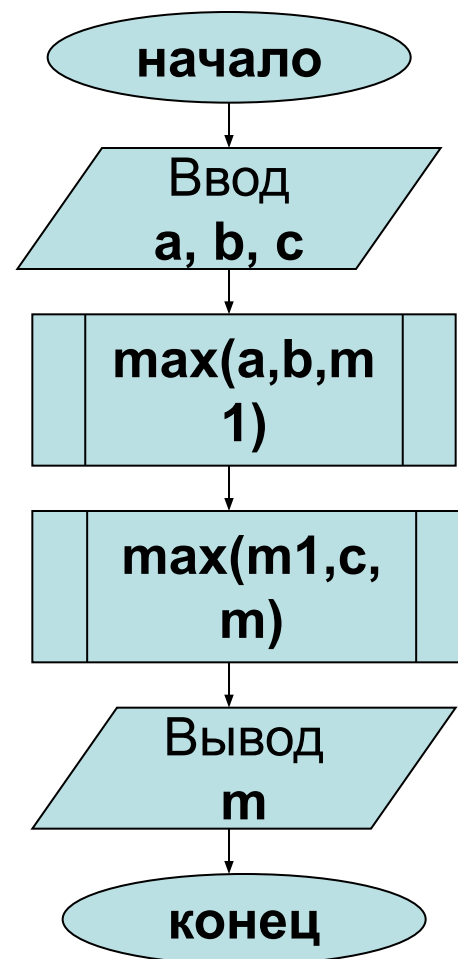 начало
Ввод
a, b, c
max(a,b,m
1)
max(m1,c,
m)
Вывод
m
конец